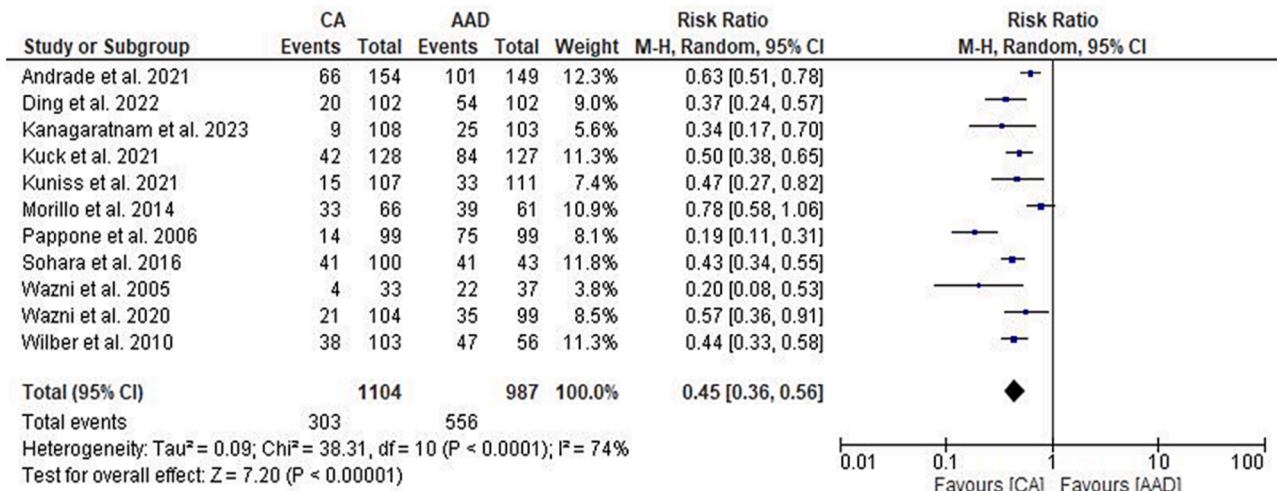 CA AAD Risk Ratio Risk Ratio
Study or Subgroup Events Total Events Total Weight M-H, Random, 95% CI M-H, Random, 95% CI
Andrade et al. 2021 66 154 101 149 12.3% 0.63 [0.51, 0.78]
Ding et al. 2022 20 102 54 102 9.0% 0.37 [0.24, 0.57]
Kanagaratnam et al. 2023 9 108 25 103 5.6% 0.34 [0.17, 0.70]
Kuck et al. 2021 42 128 84 127 11.3% 0.50 [0.38, 0.65]
Kuniss et al. 2021 15 107 33 111 7.4% 0.47 [0.27, 0.82]
Morillo et al. 2014 33 66 39 61 10.9% 0.78 [0.58, 1.06]
Pappone et al. 2006 14 99 75 99 8.1% 0.19 [0.11, 0.31]
Sohara et al. 2016 41 100 41 43 11.8% 0.43 [0.34, 0.55]
Wazni et al. 2005 4 33 22 37 3.8% 0.20 [0.08, 0.53]
Wazni et al. 2020 21 104 35 99 8.5% 0.57 [0.36, 0.91]
Wilber et al. 2010 38 103 47 56 11.3% 0.44 [0.33, 0.58]
Total (95% CI) 1104 987 100.0% 0.45 [0.36, 0.56]
Total events 303 556
Heterogeneity: Tau² = 0.09; Chi² = 38.31, df = 10 (P < 0.0001); I² = 74%
Test for overall effect: Z = 7.20 (P < 0.00001)
0.01 0.1 1 10 100
Favours [CA] Favours [AAD]